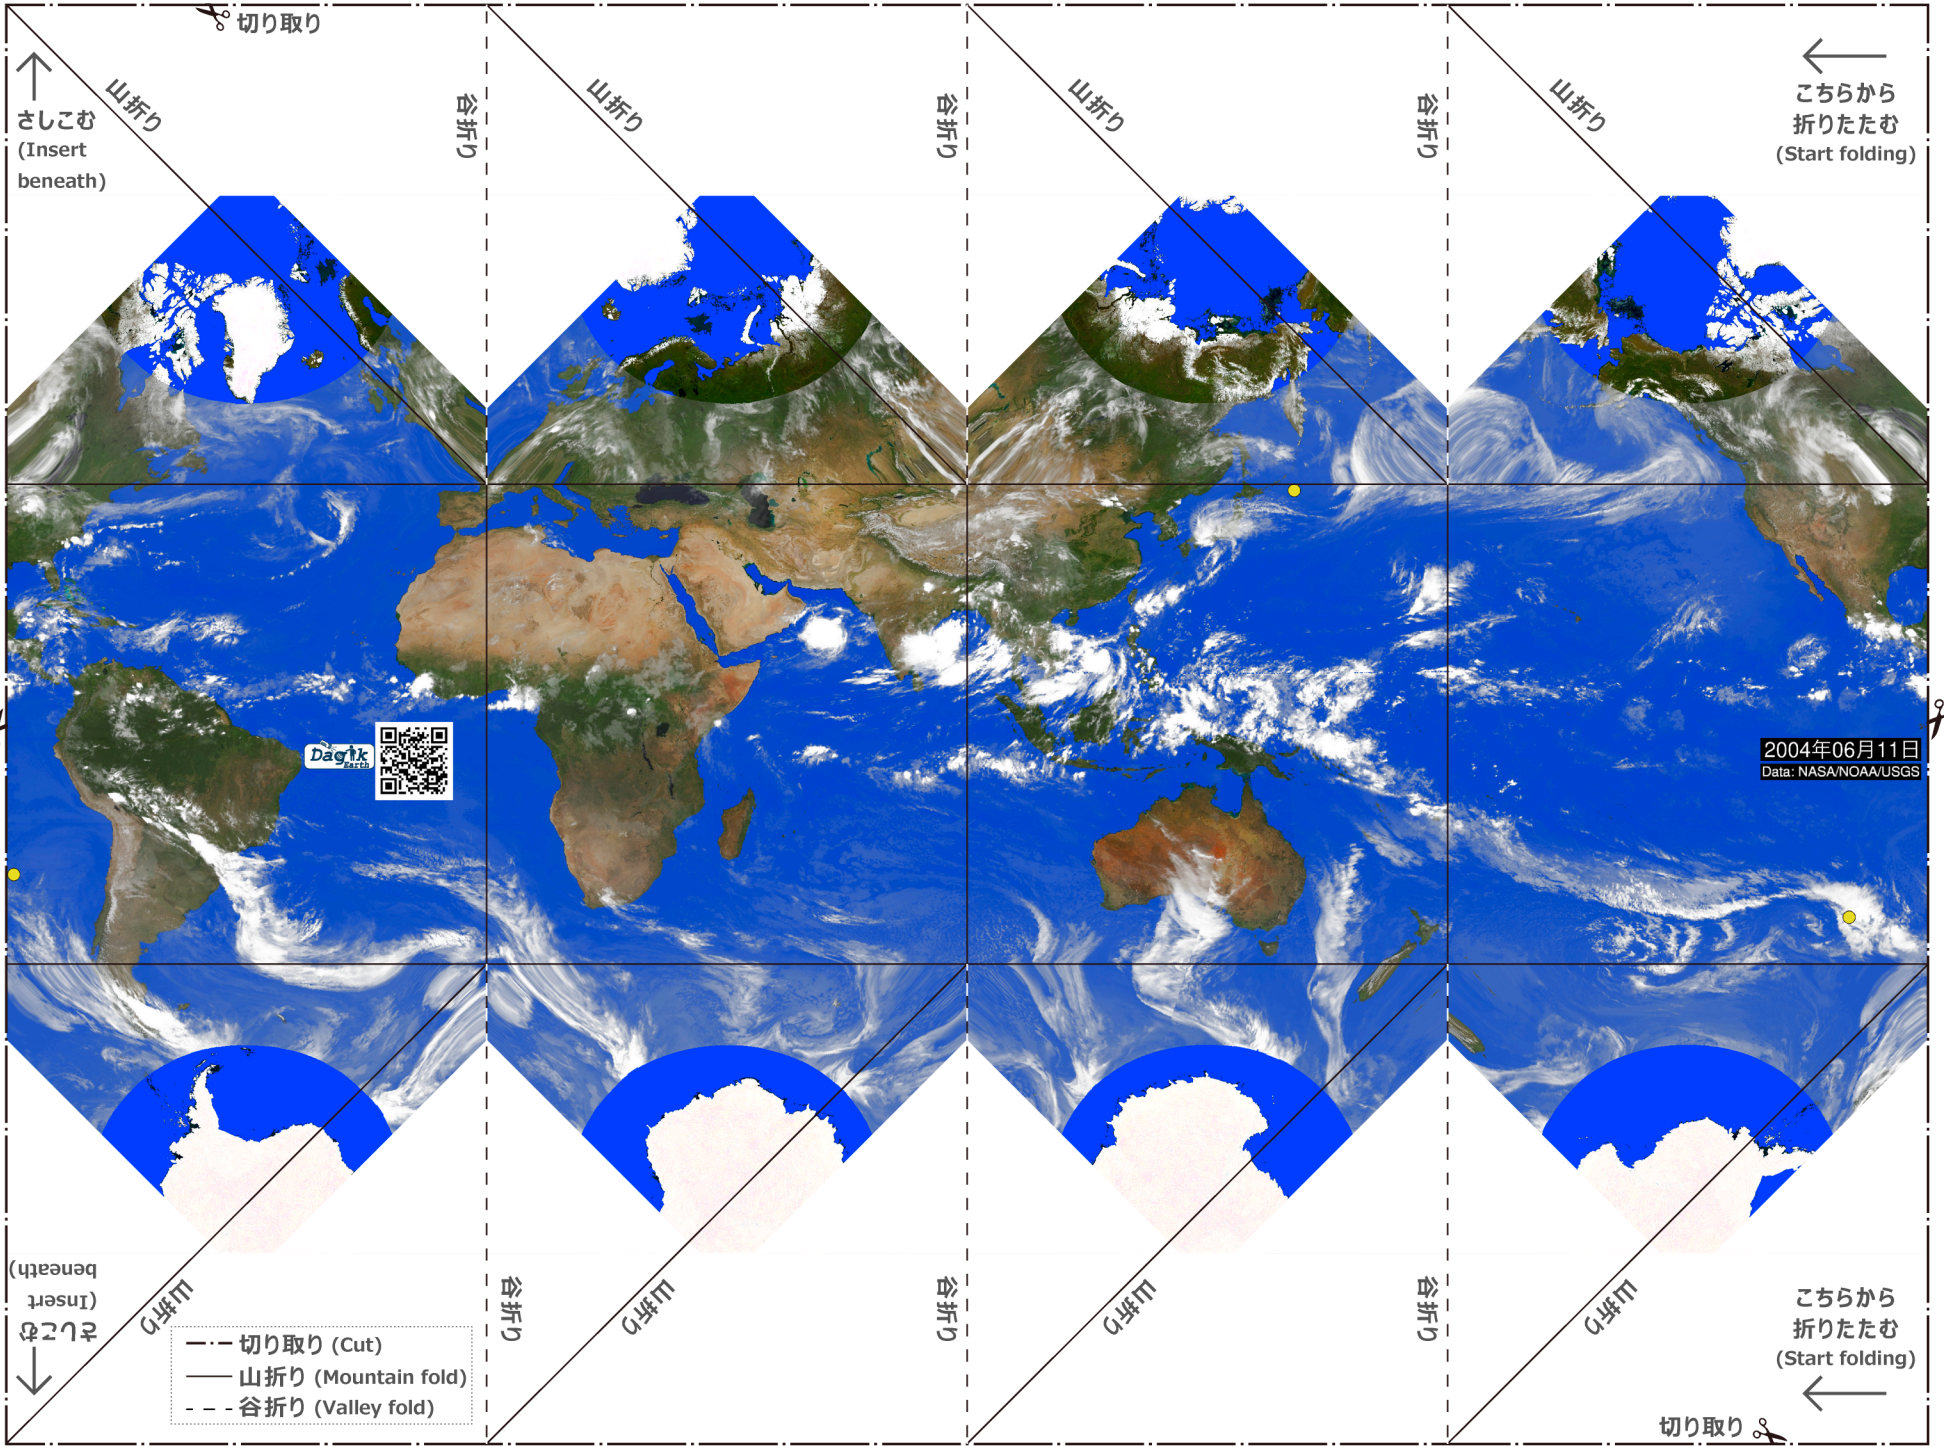 切り取り
山折り
谷折り
山折り
谷折り
山折り
谷折り
山折り
さしこむ
(Insert
beneath)
こちらから
折りたたむ
(Start folding)
Dagik
Earth
2004年06月11日
Data: NASA/NOAA/USGS
さしこむ
(Insert
beneath)
山折り
谷折り
山折り
谷折り
山折り
谷折り
山折り
こちらから
折りたたむ
(Start folding)
切り取り (Cut)
山折り (Mountain fold)
谷折り (Valley fold)
切り取り